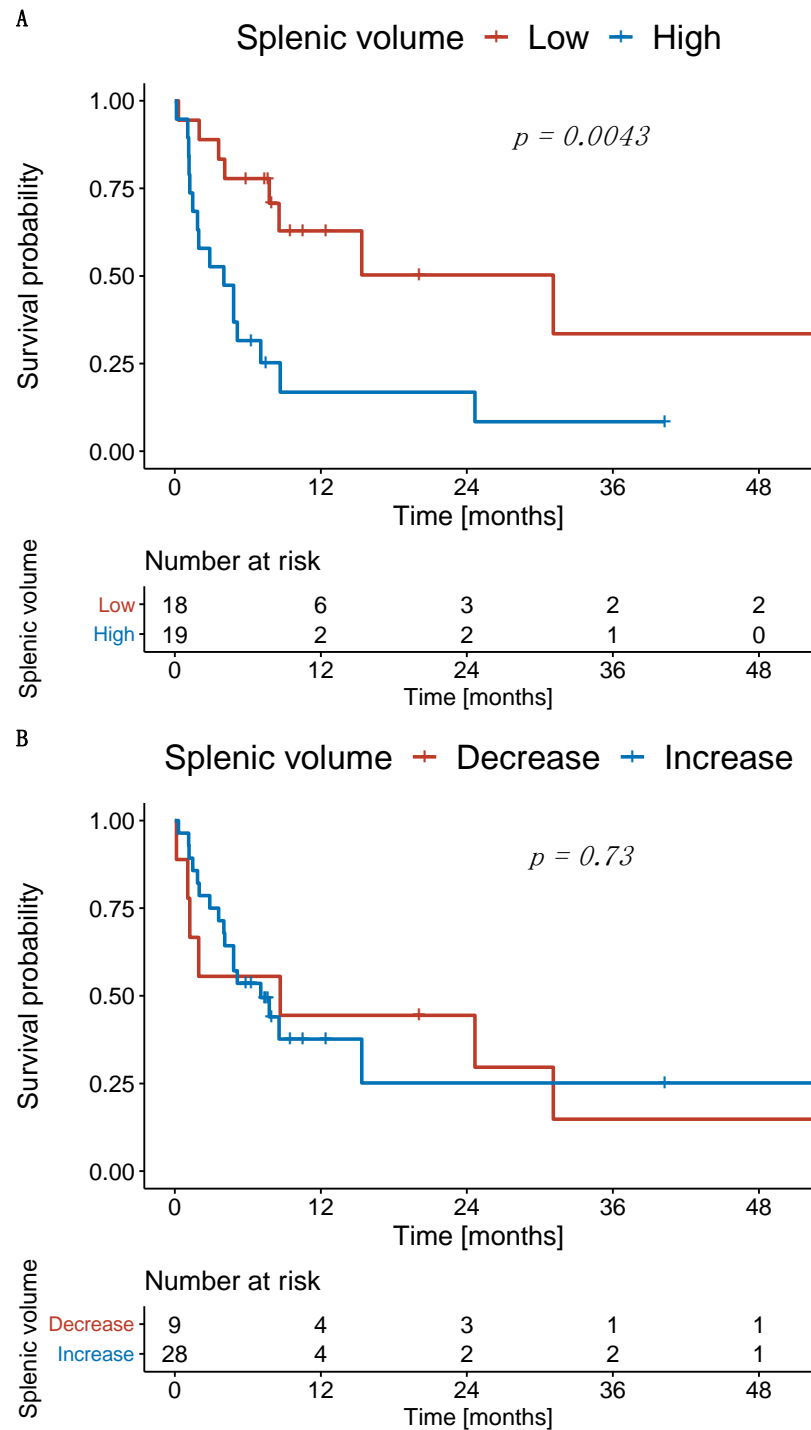 A
Splenic volume Low High
1.00
p = 0.0043
0.75
0.50
0.25
0.00
Survival probability
0 12 24 36 48
Time [months]
Number at risk
Splenic volume
Low 18 6 3 2 2
High 19 2 2 1 0
0 12 24 36 48
Time [months]
B
Splenic volume Decrease Increase
1.00
p = 0.73
0.75
0.50
0.25
0.00
Survival probability
0 12 24 36 48
Time [months]
Number at risk
Splenic volume
Decrease 9 4 3 1 1
Increase 28 4 2 2 1
0 12 24 36 48
Time [months]